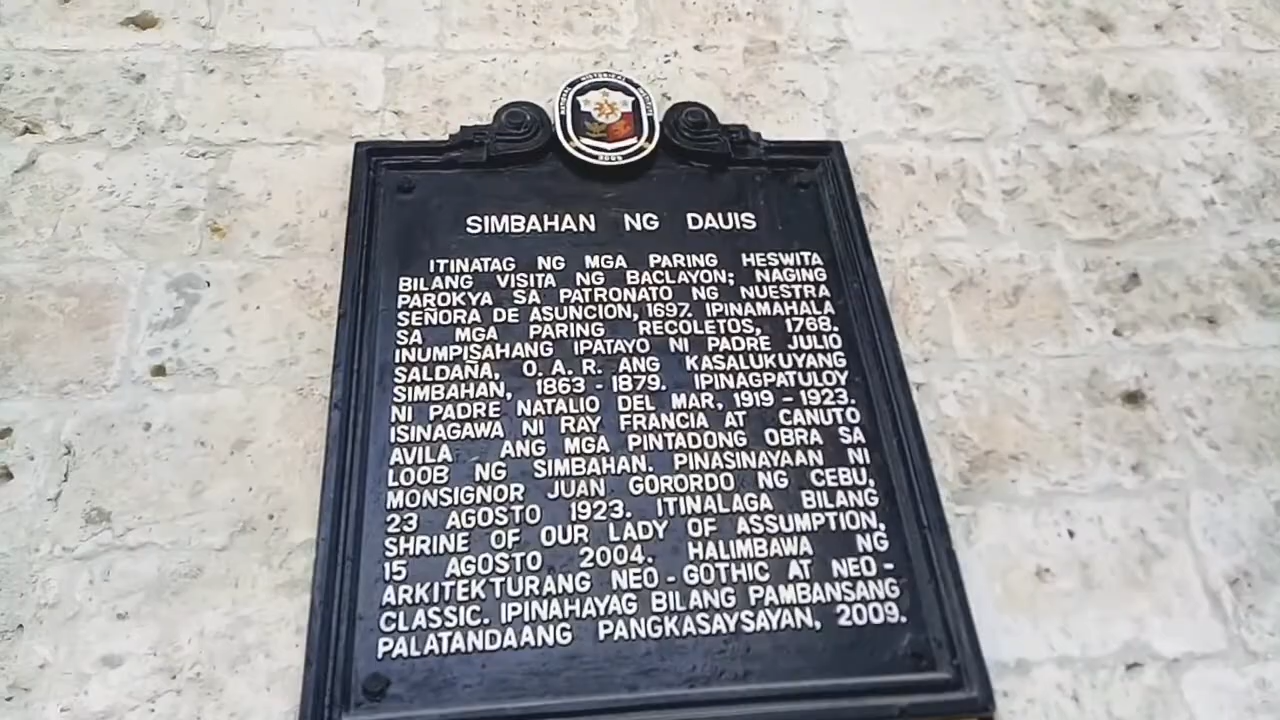 NATIONAL HISTORICAL INSTITUTE
2009
SIMBAHAN NG DAUIS
ITINATAG NG MGA PARING HESWITA
BILANG VISITA NG BACLAYON; NAGING
PAROKYA SA PATRONATO NG NUESTRA
SEÑORA DE ASUNCION, 1697. IPINAMAHALA
SA MGA PARING RECOLETOS, 1768.
INUMPISAHANG IPATAYO NI PADRE JULIO
SALDAÑA, O. A. R. ANG KASALUKUYANG
SIMBAHAN, 1863 - 1879. IPINAGPATULOY
NI PADRE NATALIO DEL MAR, 1919 - 1923.
ISINAGAWA NI RAY FRANCIA AT CANUTO
AVILA ANG MGA PINTADONG OBRA SA
LOOB NG SIMBAHAN. PINASINAYAAN NI
MONSIGNOR JUAN GORORDO NG CEBU,
23 AGOSTO 1923. ITINALAGA BILANG
SHRINE OF OUR LADY OF ASSUMPTION,
15 AGOSTO 2004. HALIMBAWA NG
ARKITEKTURANG NEO - GOTHIC AT NEO -
CLASSIC. IPINAHAYAG BILANG PAMBANSANG
PALATANDAANG PANGKASAYSAYAN, 2009.